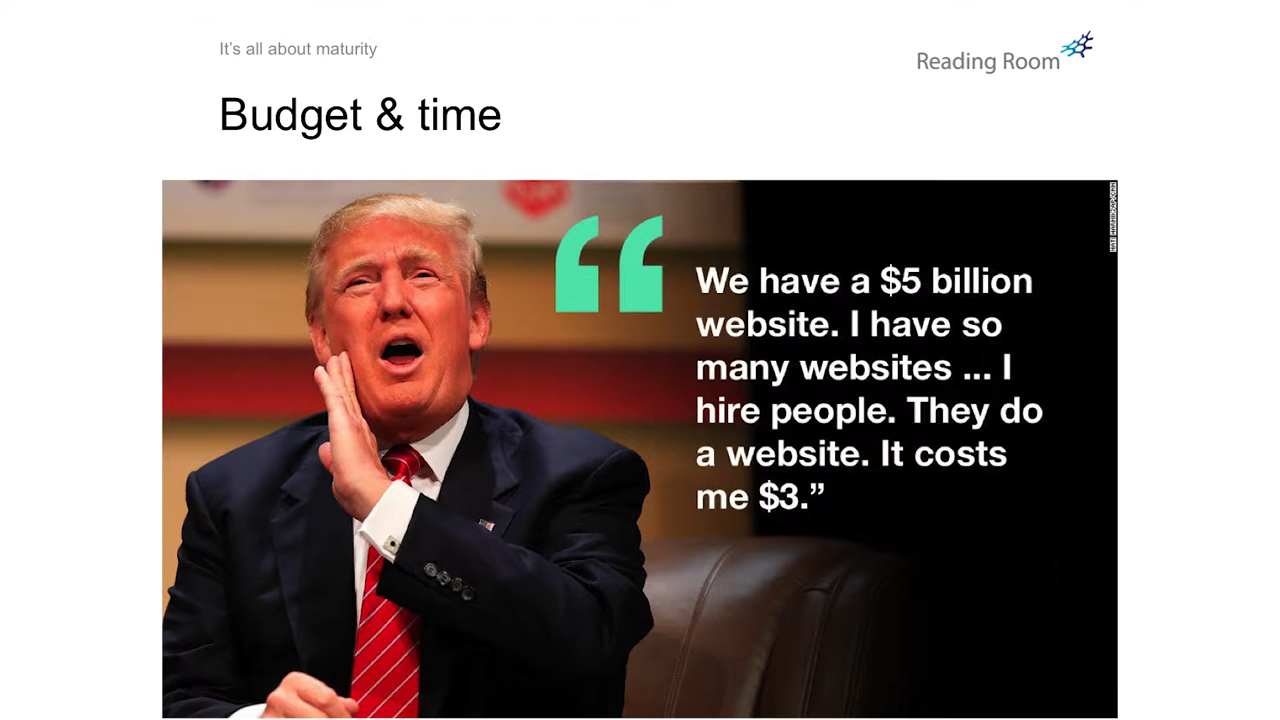 It's all about maturity
Reading Room
Budget & time
“
We have a $5 billion
website. I have so
many websites ... I
hire people. They do
a website. It costs
me $3.”